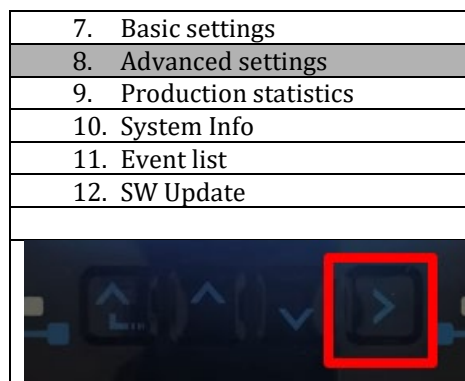 7. Basic settings
8. Advanced settings
9. Production statistics
10. System Info
11. Event list
12. SW Update